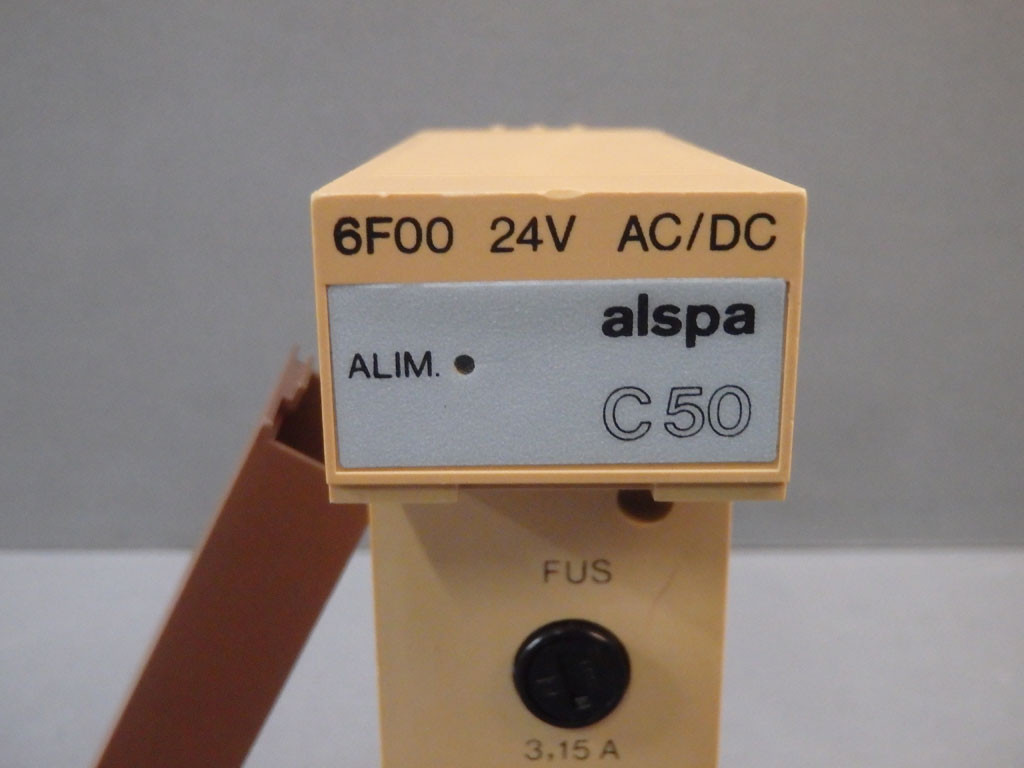 6F00 24V AC/DC
alspa
ALIM.
C50
FUS
3,15 A